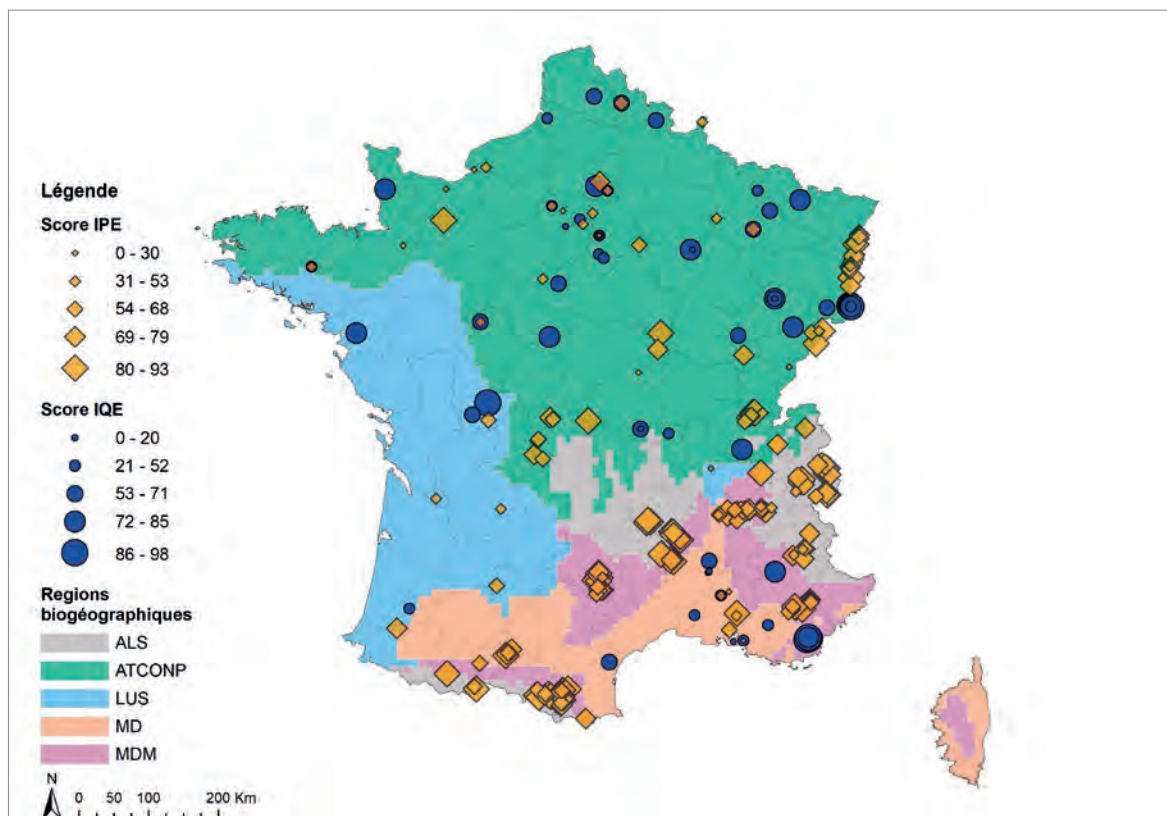 Légende
Score IPE
0 - 30
31 - 53
54 - 68
69 - 79
80 - 93
Score IQE
0 - 20
21 - 52
53 - 71
72 - 85
86 - 98
Regions
biogéographiques
ALS
ATCONP
LUS
MD
MDM
N
0 50 100 200 Km